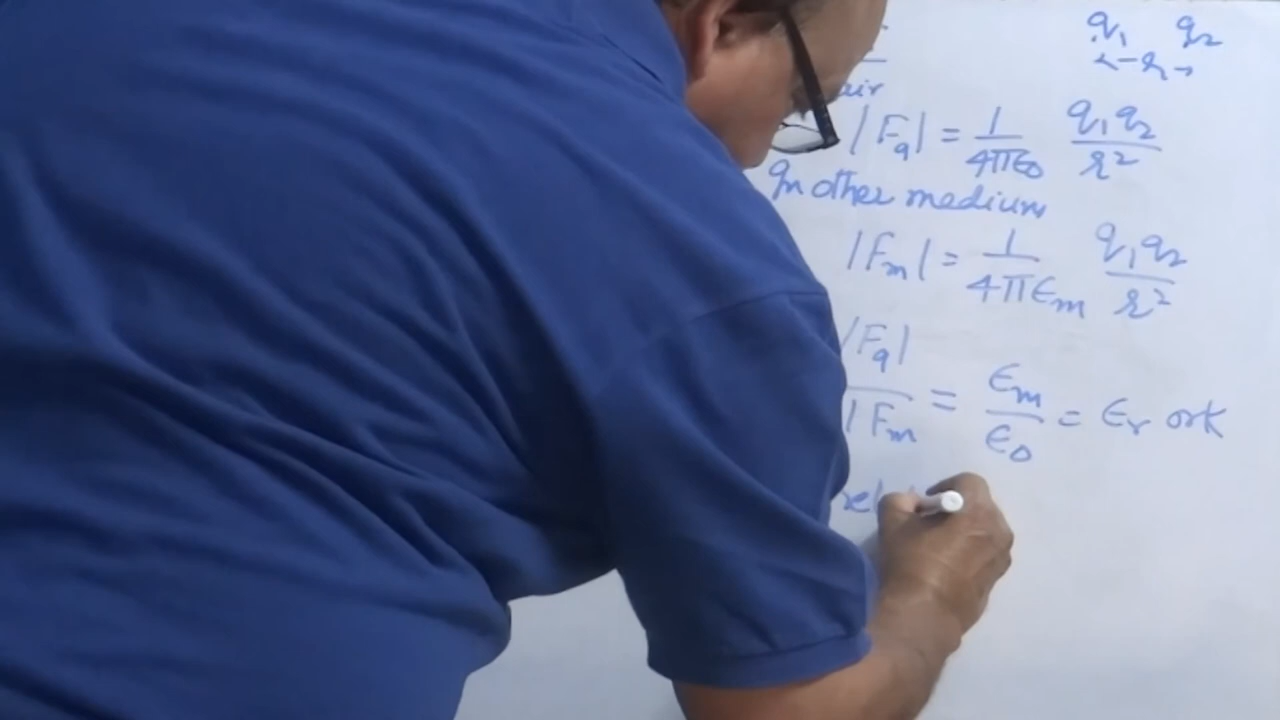 q₁ q₂
<-r->
air
|Fₐ| = 1/4πϵ₀ q₁q₂/r²
In other medium
|Fₘ| = 1/4πϵₘ q₁q₂/r²
|Fₐ|/|Fₘ = ϵₘ/ϵ₀ = ϵᵣ or k